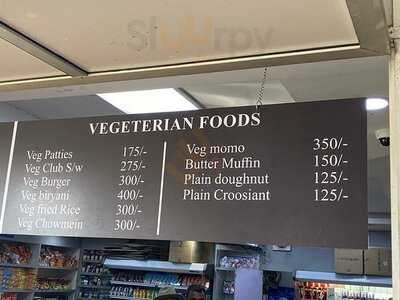 Slurrpy
VEGETERIAN FOODS
Veg Patties 175/-
Veg Club S/w 275/-
Veg Burger 300/-
Veg biryani 400/-
Veg fried Rice 300/-
Veg Chowmein 300/-
Veg momo 350/-
Butter Muffin 150/-
Plain doughnut 125/-
Plain Croosiant 125/-